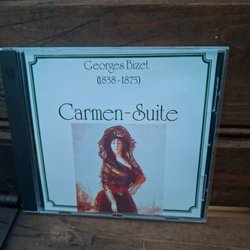 Georges Bizet
(1838-1875)
Carmen-Suite